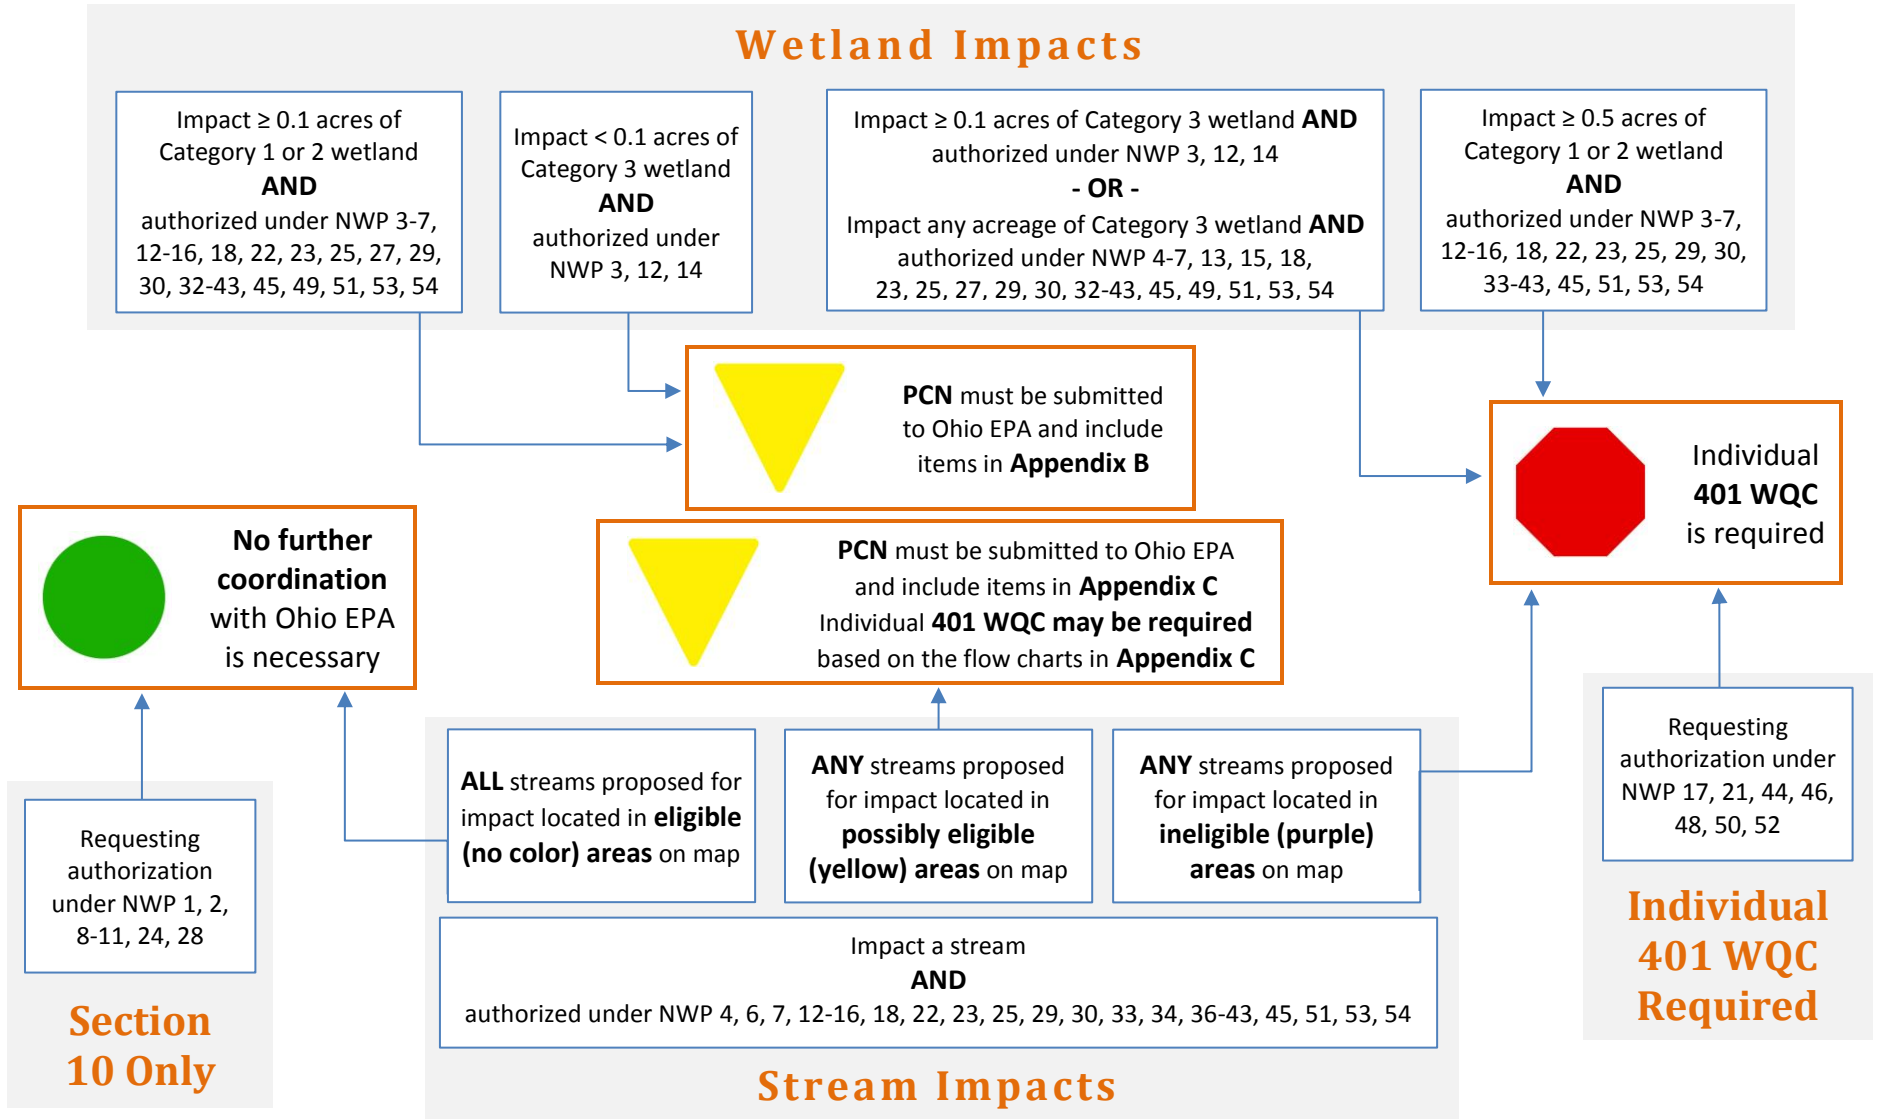 Wetland Impacts
Impact ≥ 0.1 acres of
Category 1 or 2 wetland
AND
authorized under NWP 3-7,
12-16, 18, 22, 23, 25, 27, 29,
30, 32-43, 45, 49, 51, 53, 54
Impact < 0.1 acres of
Category 3 wetland
AND
authorized under
NWP 3, 12, 14
Impact ≥ 0.1 acres of Category 3 wetland AND
authorized under NWP 3, 12, 14
- OR -
Impact any acreage of Category 3 wetland AND
authorized under NWP 4-7, 13, 15, 18,
23, 25, 27, 29, 30, 32-43, 45, 49, 51, 53, 54
Impact ≥ 0.5 acres of
Category 1 or 2 wetland
AND
authorized under NWP 3-7,
12-16, 18, 22, 23, 25, 29, 30,
33-43, 45, 51, 53, 54
PCN must be submitted
to Ohio EPA and include
items in Appendix B
Individual
401 WQC
is required
No further
coordination
with Ohio EPA
is necessary
PCN must be submitted to Ohio EPA
and include items in Appendix C
Individual 401 WQC may be required
based on the flow charts in Appendix C
Requesting
authorization
under NWP 1, 2,
8-11, 24, 28
Section
10 Only
ALL streams proposed for
impact located in eligible
(no color) areas on map
ANY streams proposed
for impact located in
possibly eligible
(yellow) areas on map
ANY streams proposed
for impact located in
ineligible (purple)
areas on map
Impact a stream
AND
authorized under NWP 4, 6, 7, 12-16, 18, 22, 23, 25, 29, 30, 33, 34, 36-43, 45, 51, 53, 54
Stream Impacts
Requesting
authorization under
NWP 17, 21, 44, 46,
48, 50, 52
Individual
401 WQC
Required